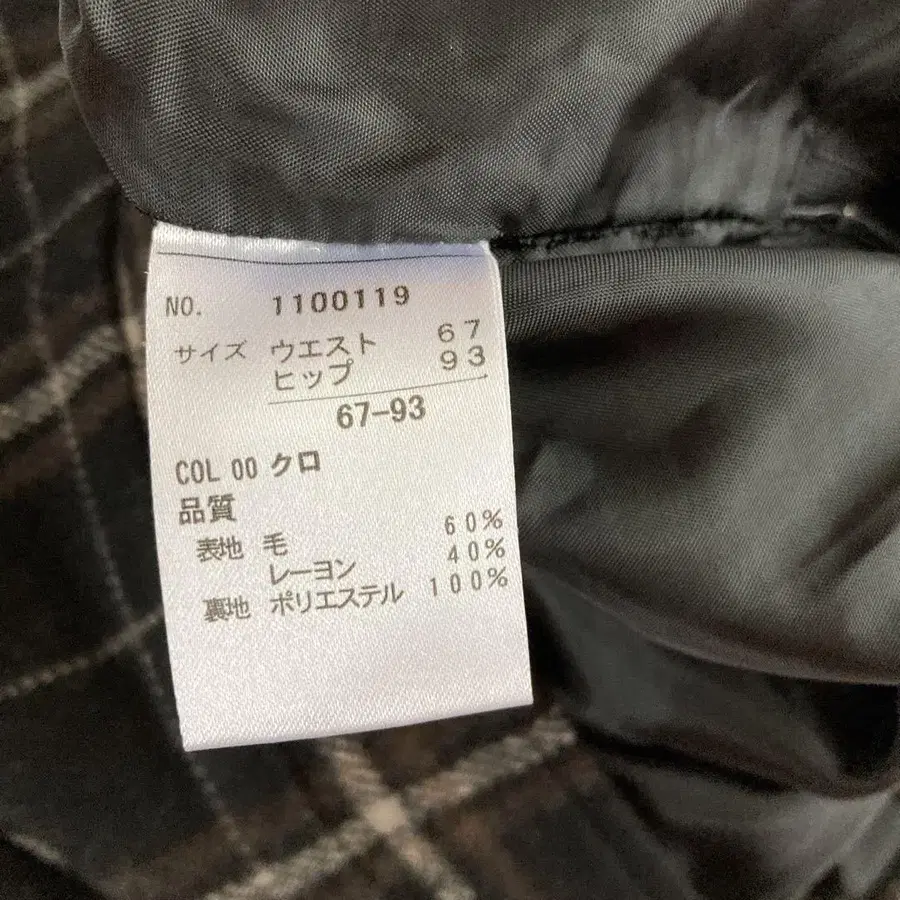 NO. 1100119
サイズ ウエスト 67
ヒップ 93
67-93
COL 00 クロ
品質
表地 毛 60%
レーヨン 40%
裏地 ポリエステル 100%